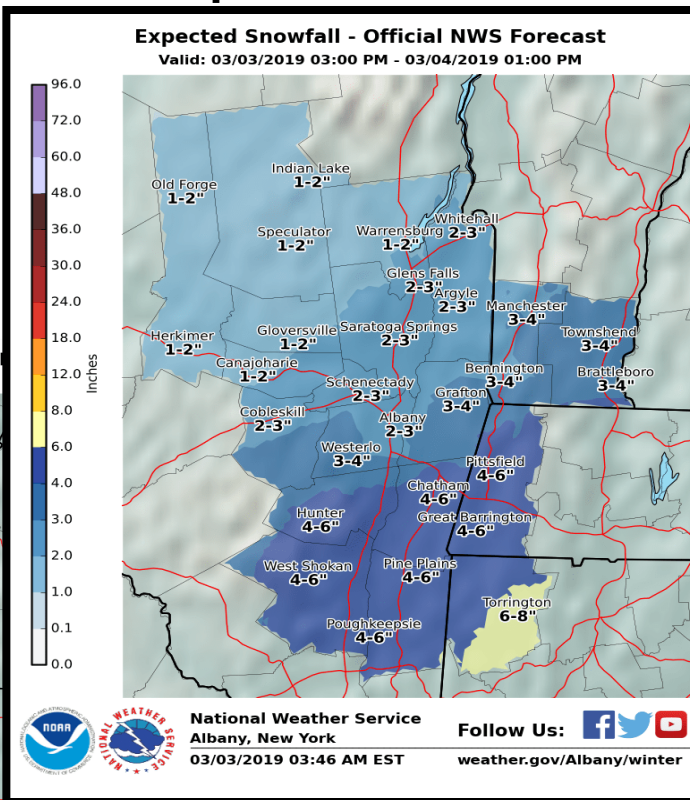 Expected Snowfall - Official NWS Forecast
Valid: 03/03/2019 03:00 PM - 03/04/2019 01:00 PM
96.0
72.0
60.0
48.0
36.0
30.0
24.0
18.0
12.0
8.0
6.0
4.0
3.0
2.0
1.0
0.1
0.0
Inches
Indian Lake
1-2"
Old Forge
1-2"
Whitehall
2-3"
Speculator
1-2"
Warrensburg
1-2"
Glens Falls
2-3"
Argyle
2-3"
Manchester
3-4"
Herkimer
1-2"
Gloversville
1-2"
Saratoga Springs
2-3"
Townshend
3-4"
Canajoharie
1-2"
Bennington
3-4"
Brattleboro
3-4"
Schenectady
2-3"
Grafton
3-4"
Cobleskill
2-3"
Albany
2-3"
Westerlo
3-4"
Pittsfield
4-6"
Chatham
4-6"
Hunter
4-6"
Great Barrington
4-6"
West Shokan
4-6"
Pine Plains
4-6"
Torrington
6-8"
Poughkeepsie
4-6"
NOAA
NATIONAL WEATHER SERVICE
National Weather Service
Albany, New York
03/03/2019 03:46 AM EST
Follow Us:
weather.gov/Albany/winter